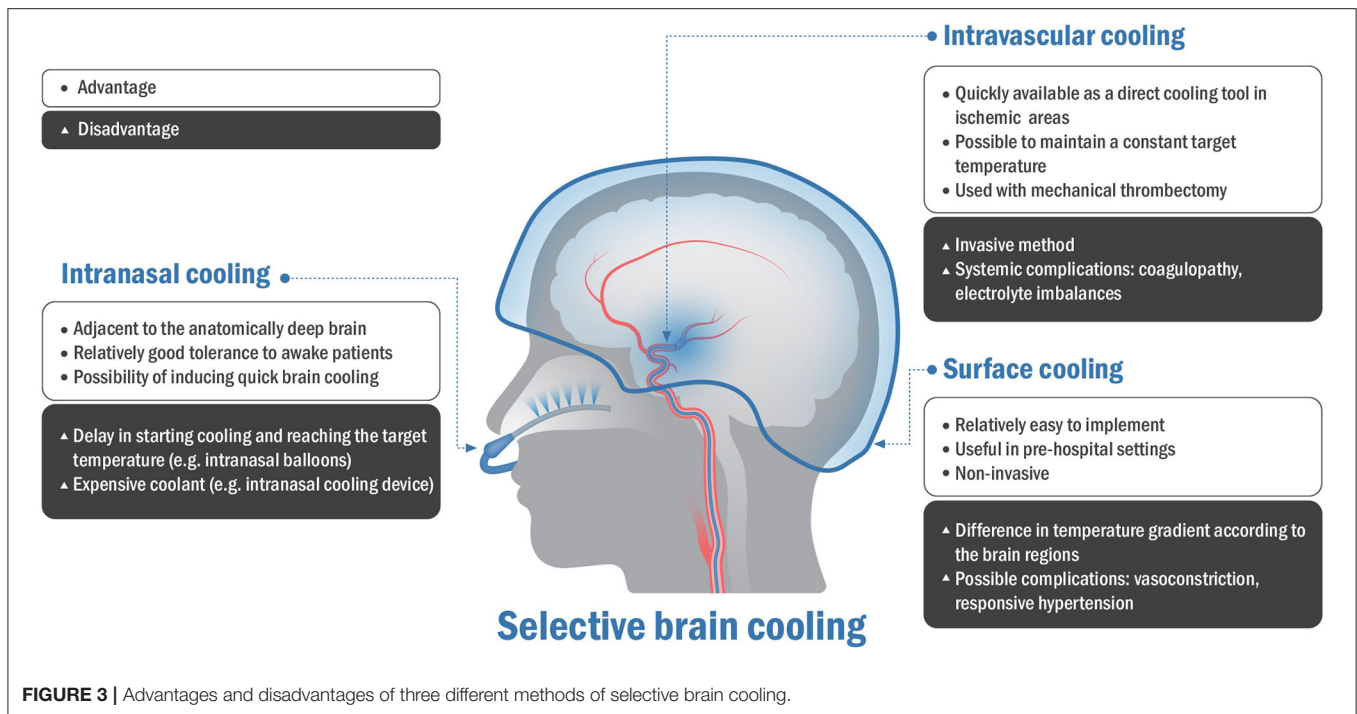 • Advantage
▲ Disadvantage
Intranasal cooling
• Adjacent to the anatomically deep brain
• Relatively good tolerance to awake patients
• Possibility of inducing quick brain cooling
▲ Delay in starting cooling and reaching the target
temperature (e.g. intranasal balloons)
▲ Expensive coolant (e.g. intranasal cooling device)
Intravascular cooling
• Quickly available as a direct cooling tool in
ischemic areas
• Possible to maintain a constant target
temperature
• Used with mechanical thrombectomy
▲ Invasive method
▲ Systemic complications: coagulopathy,
electrolyte imbalances
Surface cooling
• Relatively easy to implement
• Useful in pre-hospital settings
• Non-invasive
▲ Difference in temperature gradient according to
the brain regions
▲ Possible complications: vasoconstriction,
responsive hypertension
Selective brain cooling
FIGURE 3 | Advantages and disadvantages of three different methods of selective brain cooling.